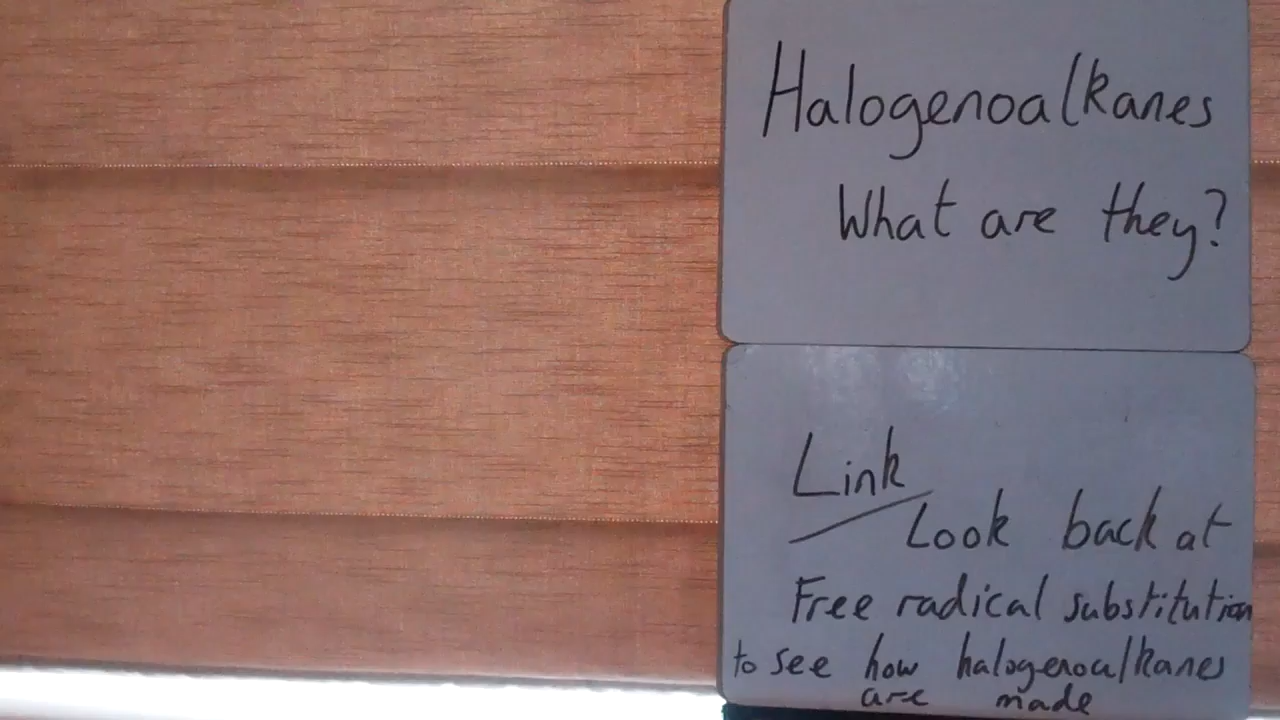 Halogenoalkanes
What are they?
Link
Look back at
Free radical substitution
to see how halogenoalkanes
are made